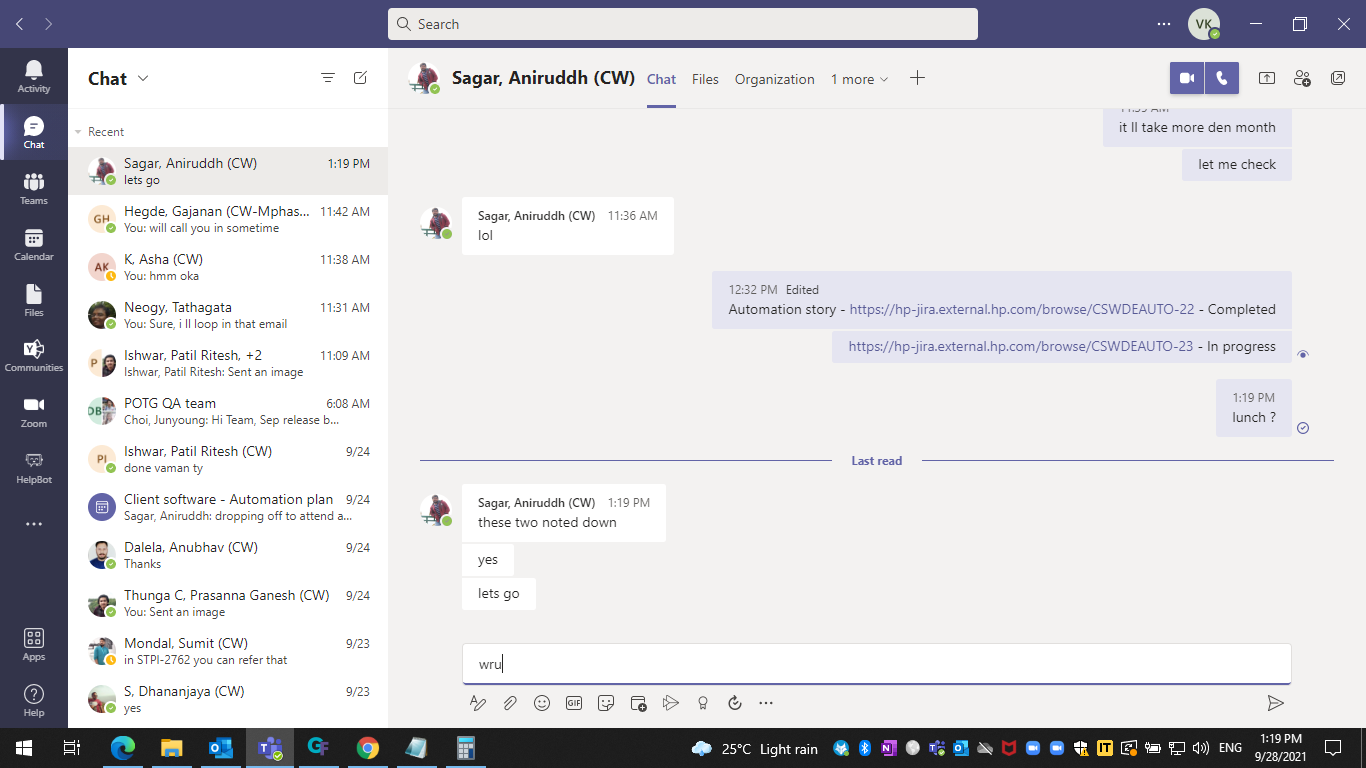 Search
VK
Activity
Chat
Teams
Calendar
Files
Communities
Zoom
HelpBot
Apps
Help
Chat
Recent
Sagar, Aniruddh (CW) 1:19 PM
lets go
GH
Hegde, Gajanan (CW-Mphas... 11:42 AM
You: will call you in sometime
AK
K, Asha (CW) 11:38 AM
You: hmm oka
Neogy, Tathagata 11:31 AM
You: Sure, i ll loop in that email
P
Ishwar, Patil Ritesh, +2 11:09 AM
Ishwar, Patil Ritesh: Sent an image
DB
POTG QA team 6:08 AM
Choi, Junyoung: Hi Team, Sep release b...
PI
Ishwar, Patil Ritesh (CW) 9/24
done vaman ty
Client software - Automation plan 9/24
Sagar, Aniruddh: dropping off to attend a...
Dalela, Anubhav (CW) 9/24
Thanks
Thunga C, Prasanna Ganesh (CW) 9/24
You: Sent an image
Mondal, Sumit (CW) 9/23
in STPI-2762 you can refer that
S, Dhananjaya (CW) 9/23
yes
Sagar, Aniruddh (CW) Chat Files Organization 1 more
it ll take more den month
let me check
Sagar, Aniruddh (CW) 11:36 AM
lol
12:32 PM Edited
Automation story - https://hp-jira.external.hp.com/browse/CSWDEAUTO-22 - Completed
https://hp-jira.external.hp.com/browse/CSWDEAUTO-23 - In progress
1:19 PM
lunch ?
Last read
Sagar, Aniruddh (CW) 1:19 PM
these two noted down
yes
lets go
wru
GIF
25°C Light rain
IT
ENG
1:19 PM
9/28/2021